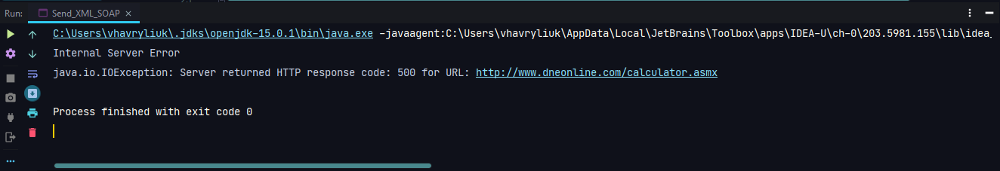 Run: Send_XML_SOAP
C:\Users\vhavryliuk\.jdks\openjdk-15.0.1\bin\java.exe -javaagent:C:\Users\vhavryliuk\AppData\Local\JetBrains\Toolbox\apps\IDEA-U\ch-0\203.5981.155\lib\idea_
Internal Server Error
java.io.IOException: Server returned HTTP response code: 500 for URL: http://www.dneonline.com/calculator.asmx
Process finished with exit code 0